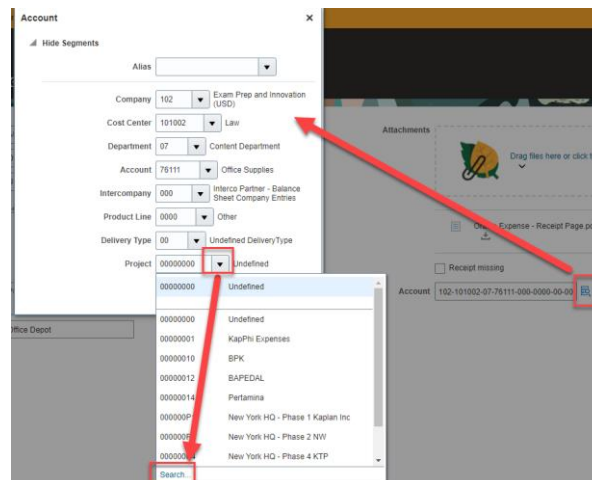 Account
Hide Segments
Alias
Company 102 Exam Prep and Innovation (USD)
Cost Center 101002 Law
Department 07 Content Department
Account 76111 Office Supplies
Intercompany 000 Interco Partner - Balance Sheet Company Entries
Product Line 0000 Other
Delivery Type 00 Undefined DeliveryType
Project 00000000 Undefined
00000000 Undefined
00000000 Undefined
00000001 KapPhi Expenses
00000010 BPK
00000012 BAPEDAL
00000014 Pertamina
000000P1 New York HQ - Phase 1 Kaplan Inc
New York HQ - Phase 2 NW
New York HQ - Phase 4 KTP
Search...
Office Depot
Attachments
Drag files here or click t
Expense - Receipt Page.pd
Receipt missing
Account 102-101002-07-76111-000-0000-00-00